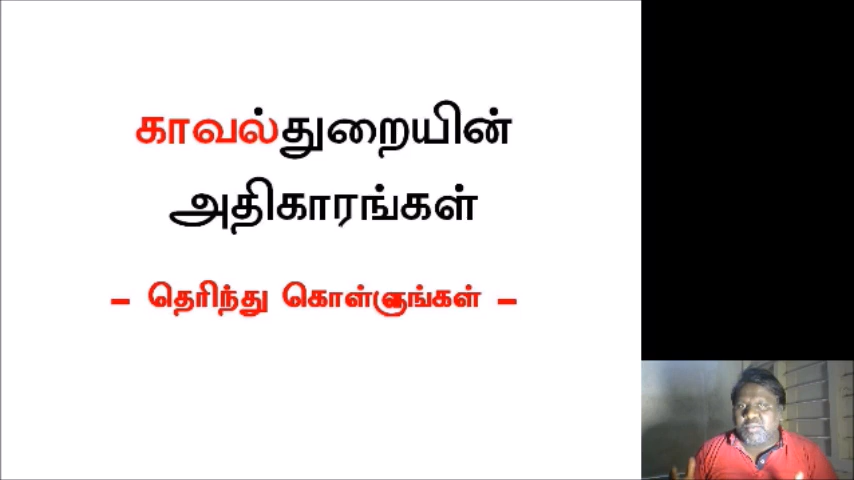 காவல்துறையின்
அதிகாரங்கள்
– தெரிந்து கொள்ளுங்கள் –